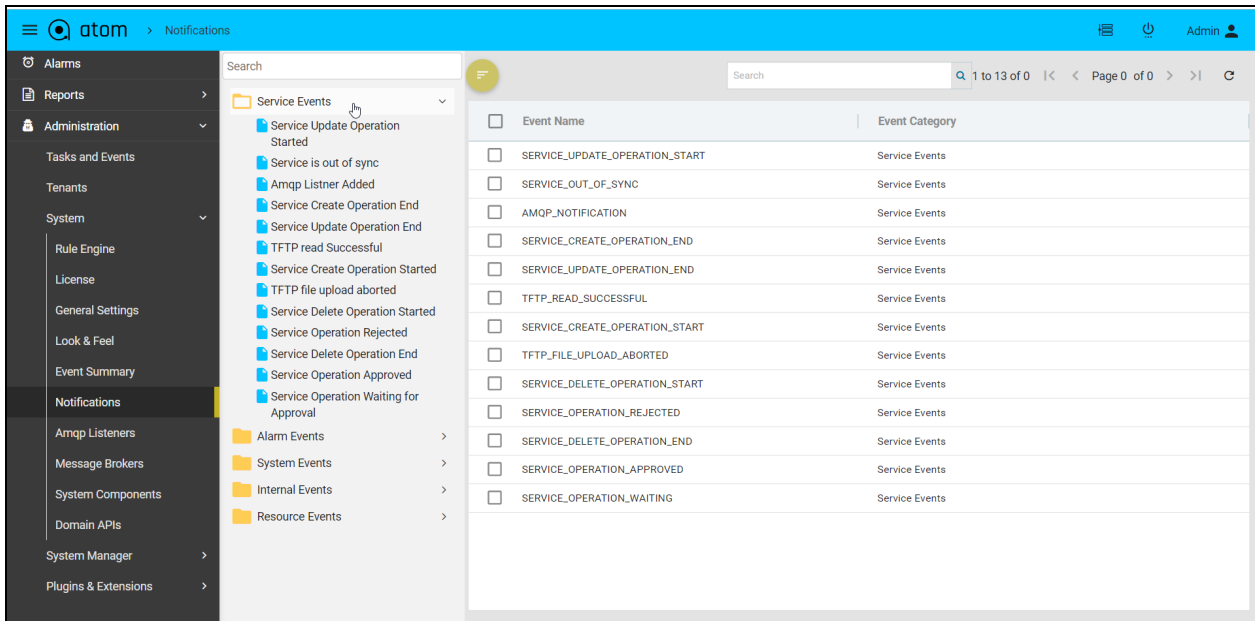 atom > Notifications
Admin
Alarms
Reports
Administration
Tasks and Events
Tenants
System
Rule Engine
License
General Settings
Look & Feel
Event Summary
Notifications
Amqp Listeners
Message Brokers
System Components
Domain APIs
System Manager
Plugins & Extensions
Search
Service Events
Service Update Operation
Started
Service is out of sync
Amqp Listner Added
Service Create Operation End
Service Update Operation End
TFTP read Successful
Service Create Operation Started
TFTP file upload aborted
Service Delete Operation Started
Service Operation Rejected
Service Delete Operation End
Service Operation Approved
Service Operation Waiting for
Approval
Alarm Events
System Events
Internal Events
Resource Events
Search 1 to 13 of 0 |< < Page 0 of 0 > >|
Event Name Event Category
SERVICE_UPDATE_OPERATION_START Service Events
SERVICE_OUT_OF_SYNC Service Events
AMQP_NOTIFICATION Service Events
SERVICE_CREATE_OPERATION_END Service Events
SERVICE_UPDATE_OPERATION_END Service Events
TFTP_READ_SUCCESSFUL Service Events
SERVICE_CREATE_OPERATION_START Service Events
TFTP_FILE_UPLOAD_ABORTED Service Events
SERVICE_DELETE_OPERATION_START Service Events
SERVICE_OPERATION_REJECTED Service Events
SERVICE_DELETE_OPERATION_END Service Events
SERVICE_OPERATION_APPROVED Service Events
SERVICE_OPERATION_WAITING Service Events